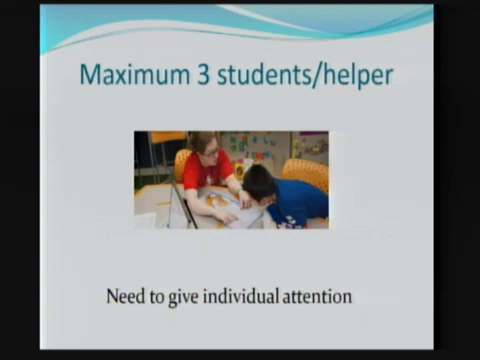 Maximum 3 students/helper
Need to give individual attention